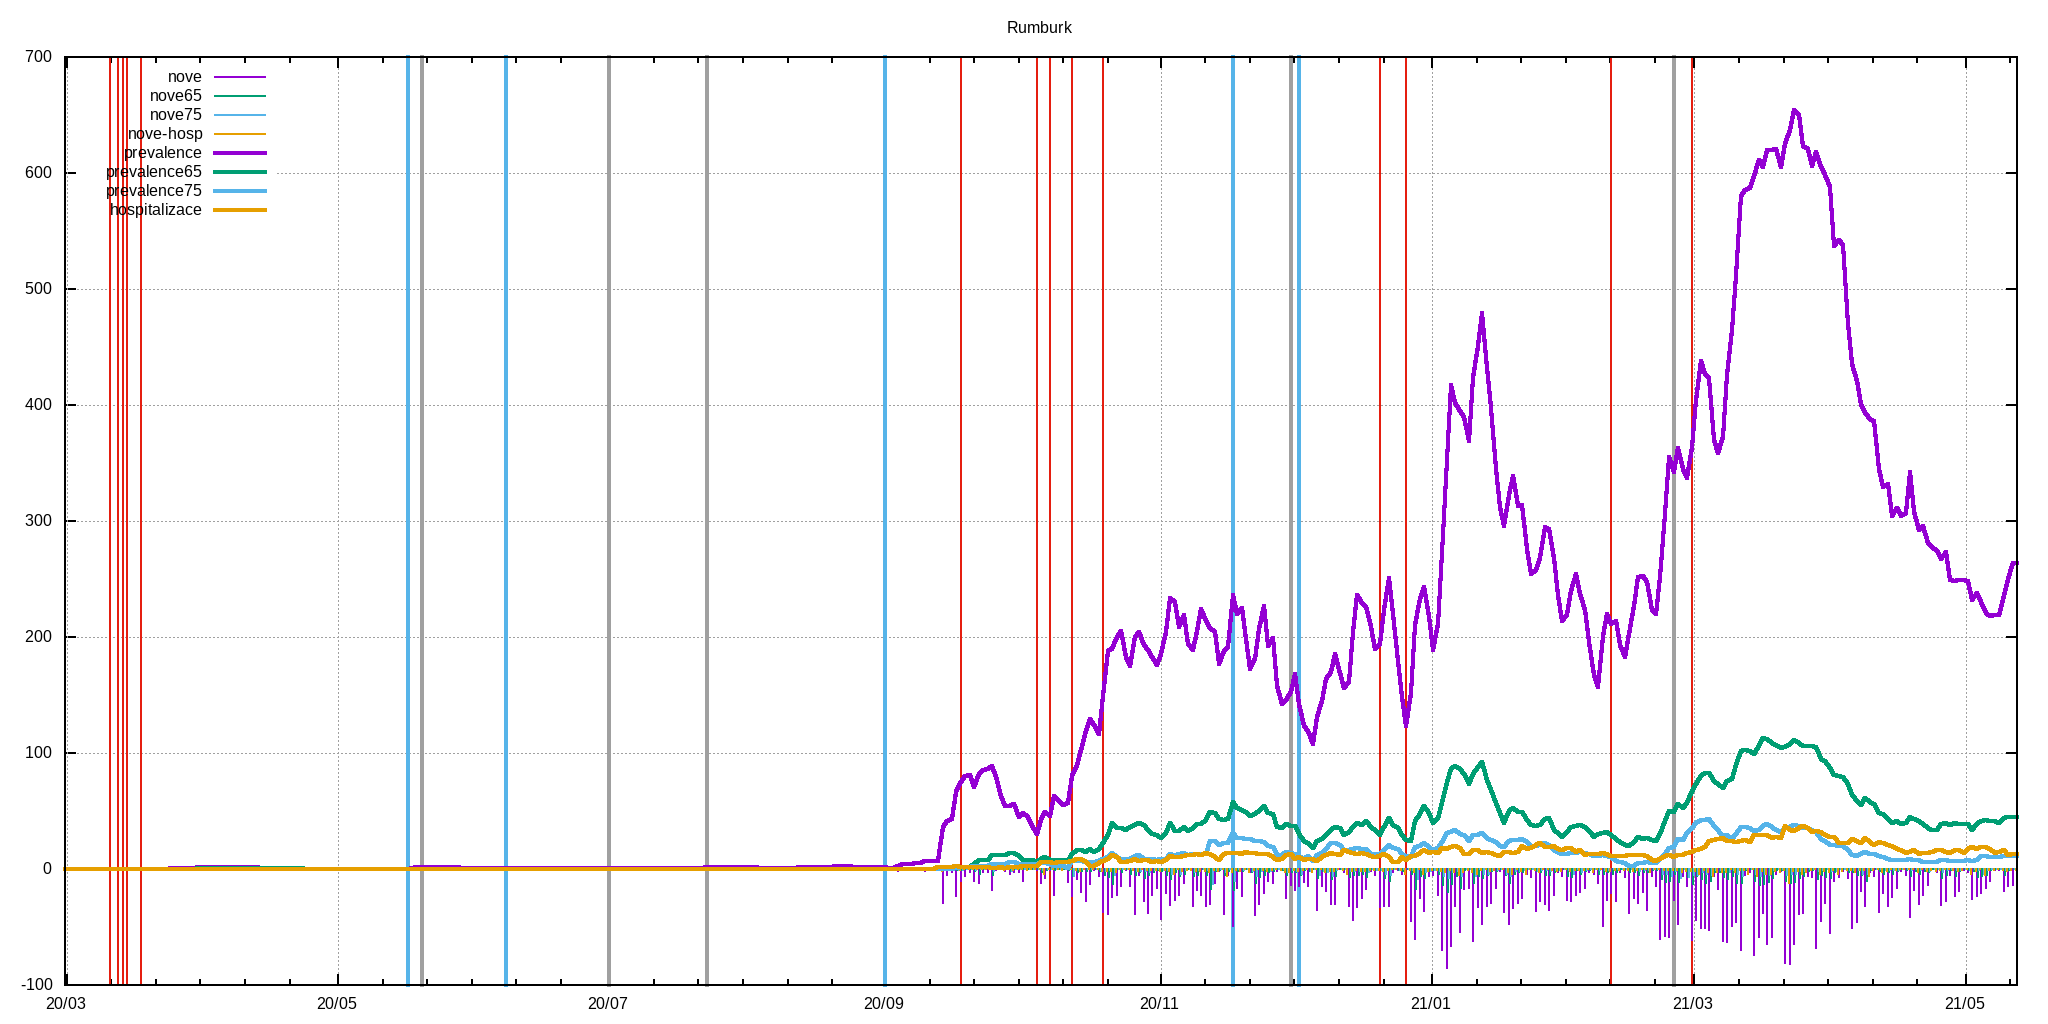 Rumburk
700
600
500
400
300
200
100
0
-100
nove
nove65
nove75
nove-hosp
prevalence
prevalence65
prevalence75
hospitalizace
20/03 20/05 20/07 20/09 20/11 21/01 21/03 21/05